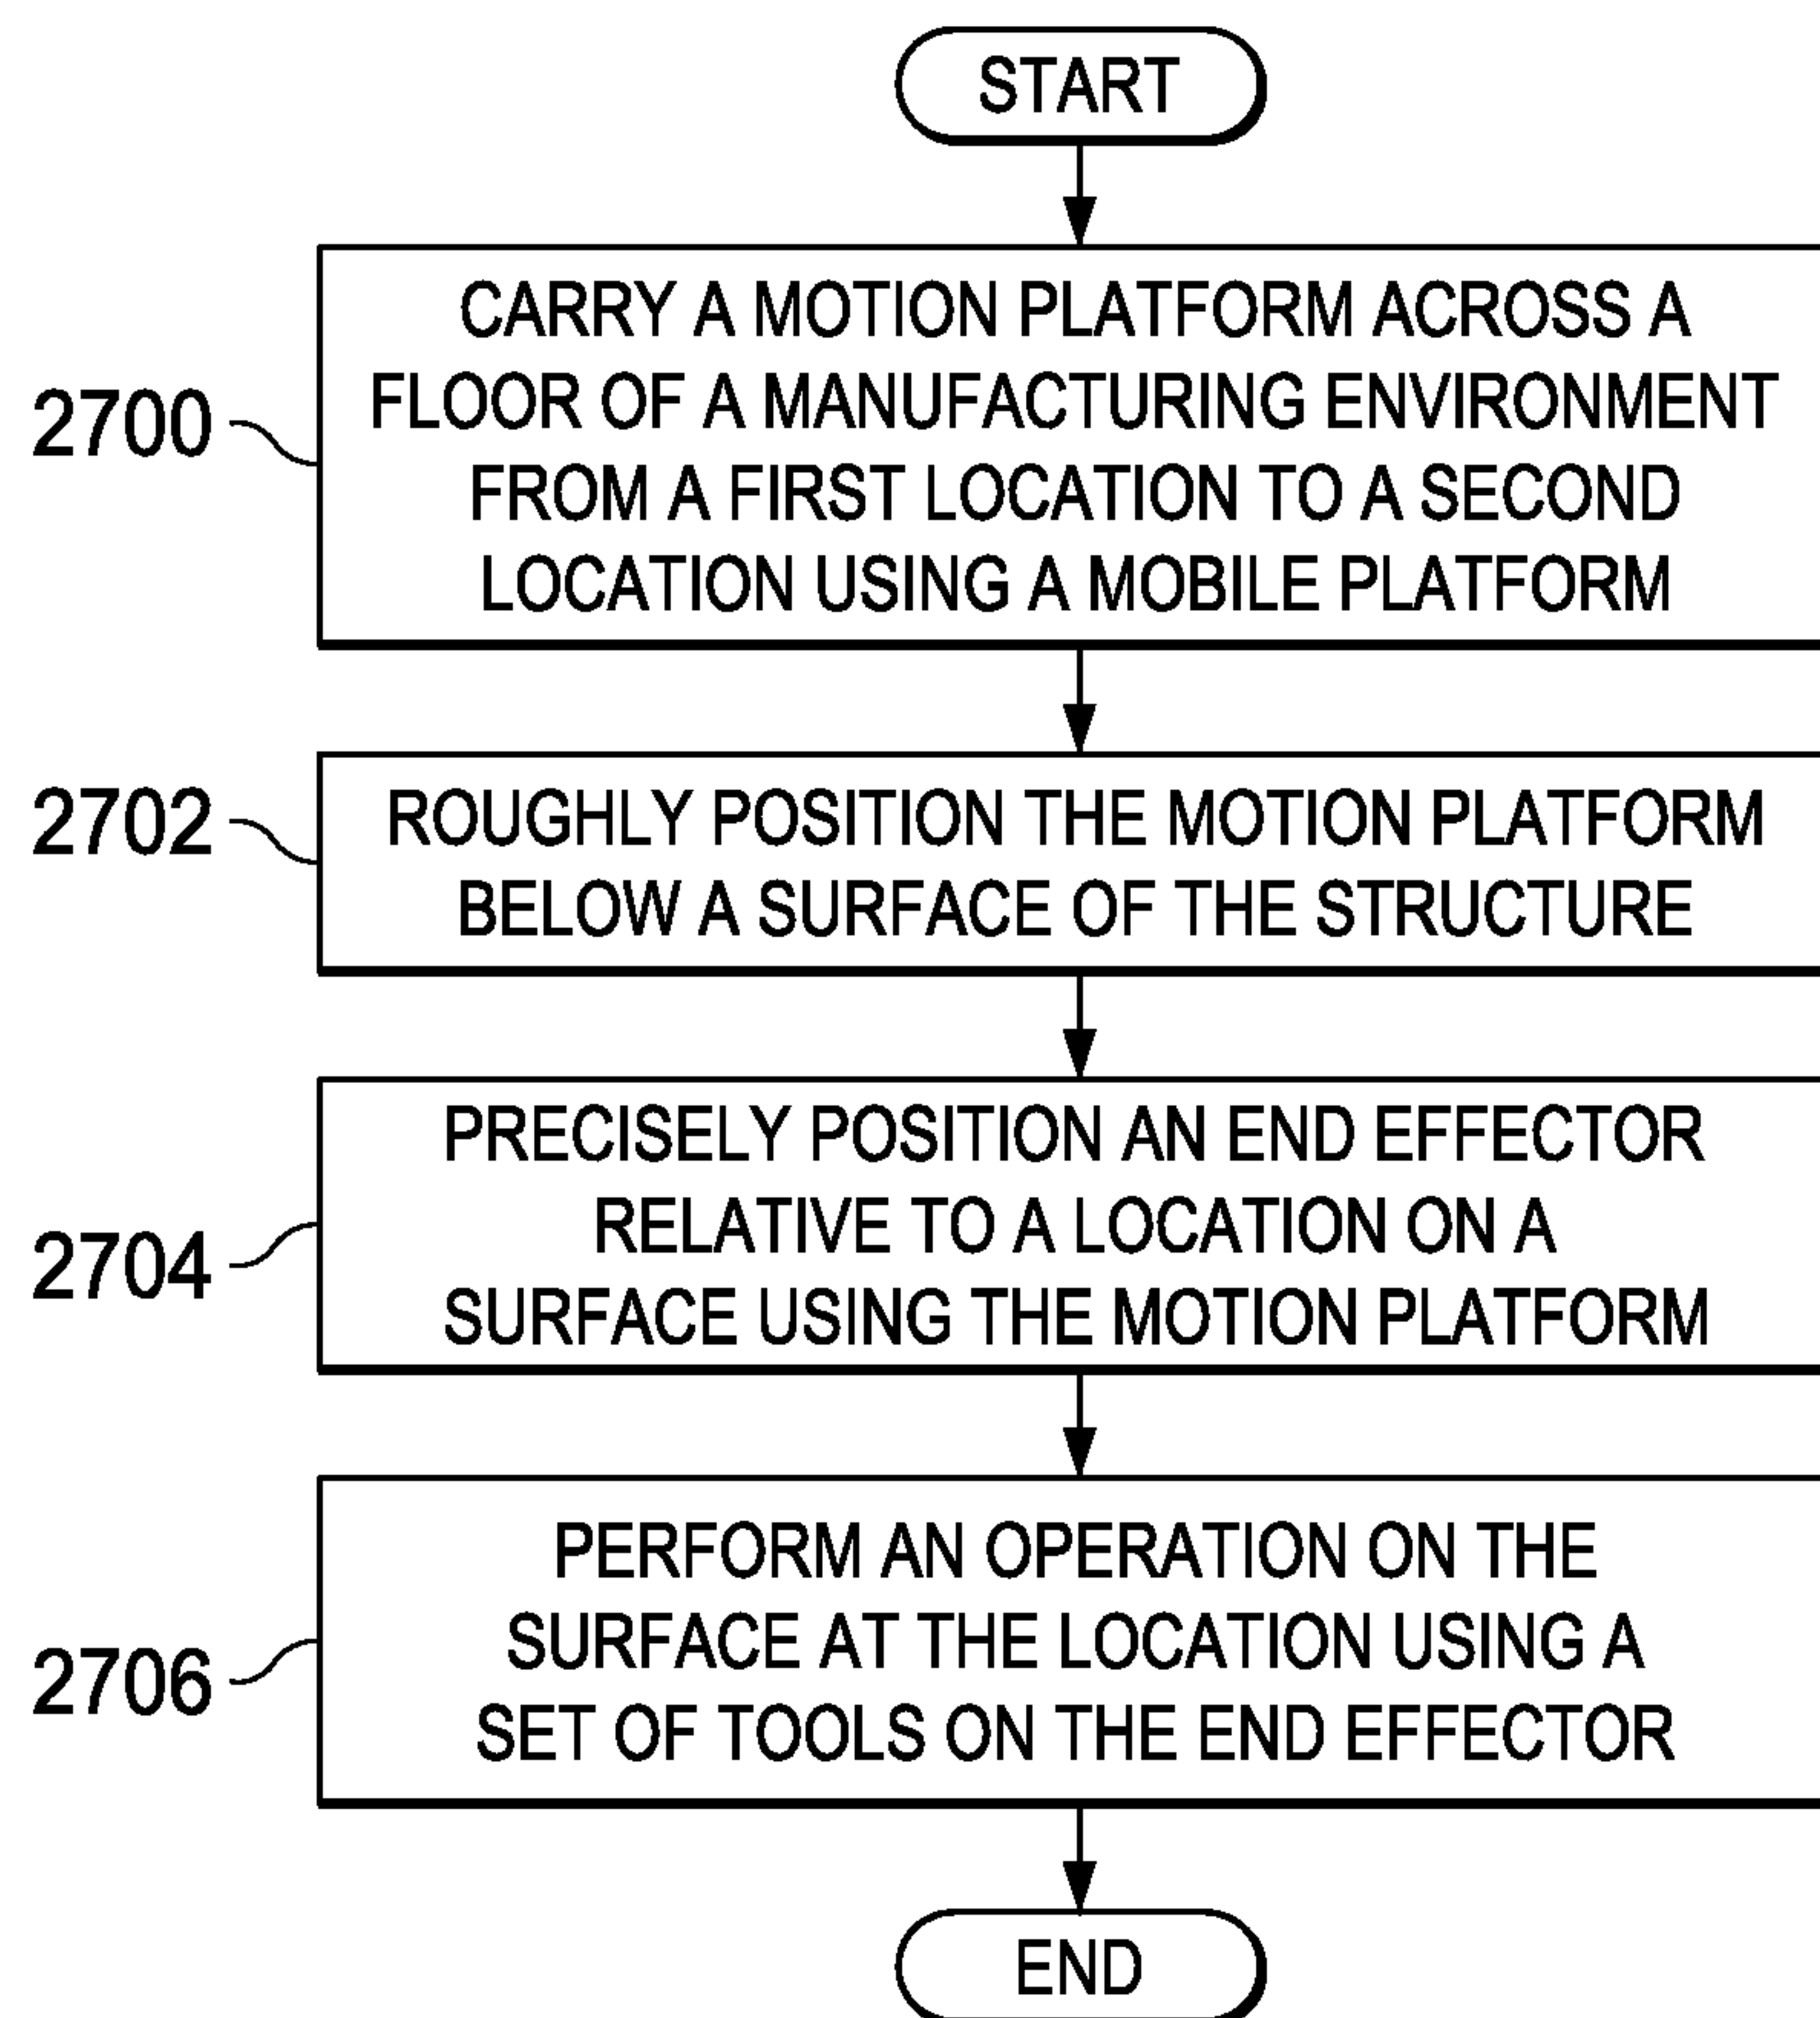 START
2700
CARRY A MOTION PLATFORM ACROSS A
FLOOR OF A MANUFACTURING ENVIRONMENT
FROM A FIRST LOCATION TO A SECOND
LOCATION USING A MOBILE PLATFORM
2702
ROUGHLY POSITION THE MOTION PLATFORM
BELOW A SURFACE OF THE STRUCTURE
2704
PRECISELY POSITION AN END EFFECTOR
RELATIVE TO A LOCATION ON A
SURFACE USING THE MOTION PLATFORM
2706
PERFORM AN OPERATION ON THE
SURFACE AT THE LOCATION USING A
SET OF TOOLS ON THE END EFFECTOR
END